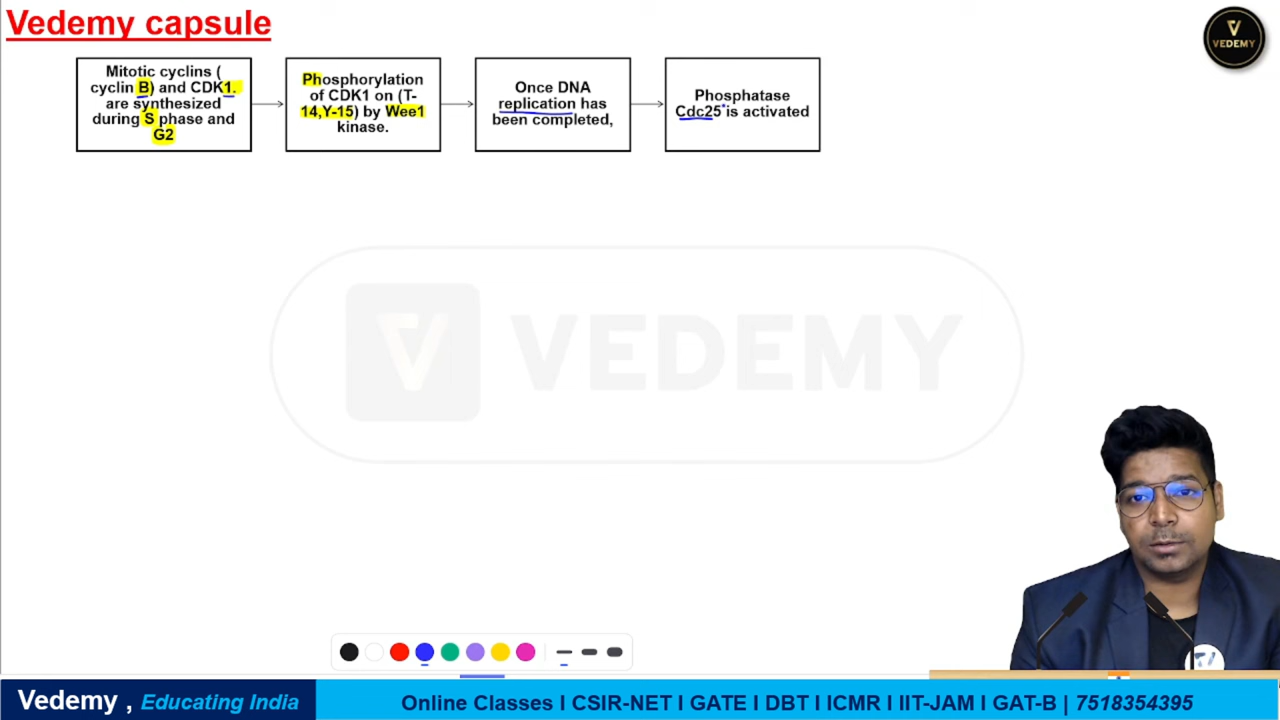 Vedemy capsule
VEDEMY
Mitotic cyclins (
cyclin B) and CDK1.
are synthesized
during S phase and
G2
Phosphorylation
of CDK1 on (T-
14,Y-15) by Wee1
kinase.
Once DNA
replication has
been completed,
Phosphatase
Cdc25 is activated
VEDEMY
Vedemy , Educating India
Online Classes I CSIR-NET I GATE I DBT I ICMR I IIT-JAM I GAT-B | 7518354395